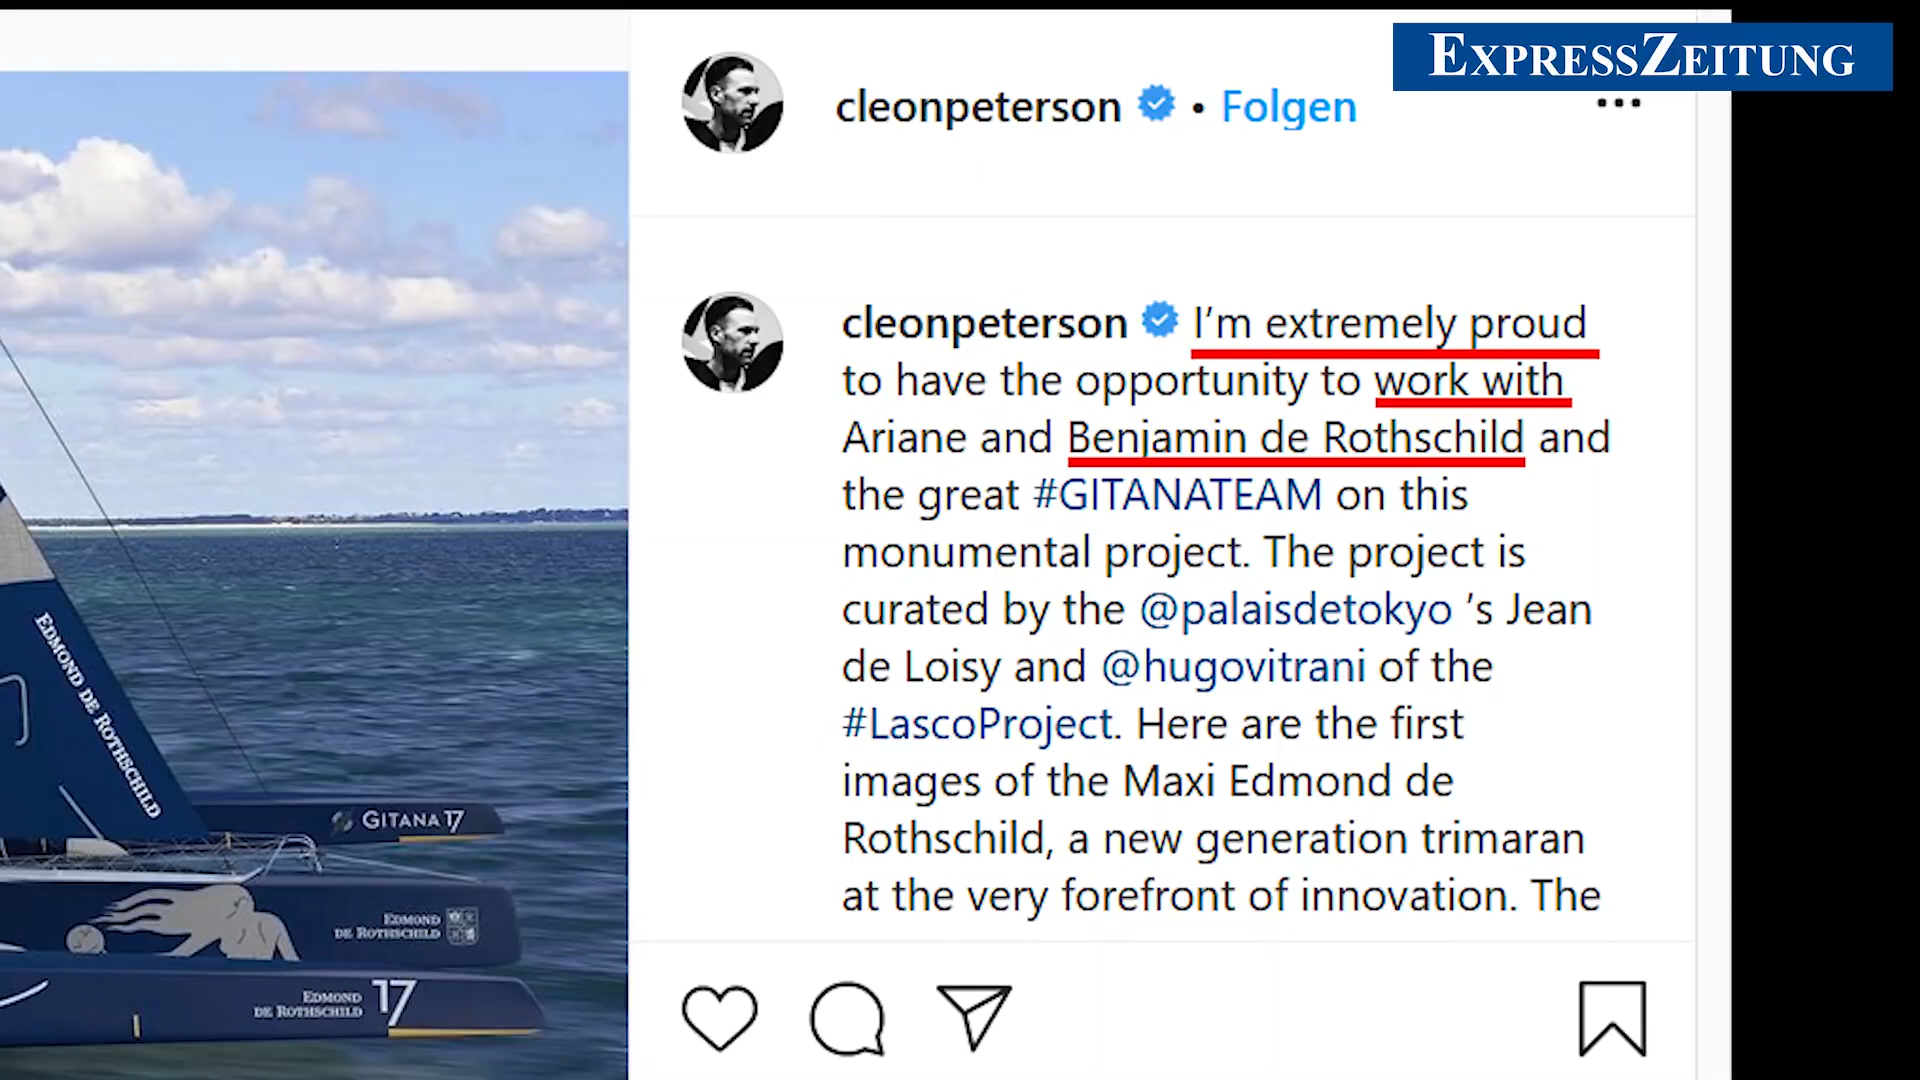 EXPRESSZEITUNG
cleonpeterson • Folgen
cleonpeterson I'm extremely proud
to have the opportunity to work with
Ariane and Benjamin de Rothschild and
the great #GITANATEAM on this
monumental project. The project is
curated by the @palaisdetokyo 's Jean
de Loisy and @hugovitrani of the
#LascoProject. Here are the first
images of the Maxi Edmond de
Rothschild, a new generation trimaran
at the very forefront of innovation. The
EDMOND DE ROTHSCHILD
GITANA 17
EDMOND
DE ROTHSCHILD
EDMOND
DE ROTHSCHILD
17